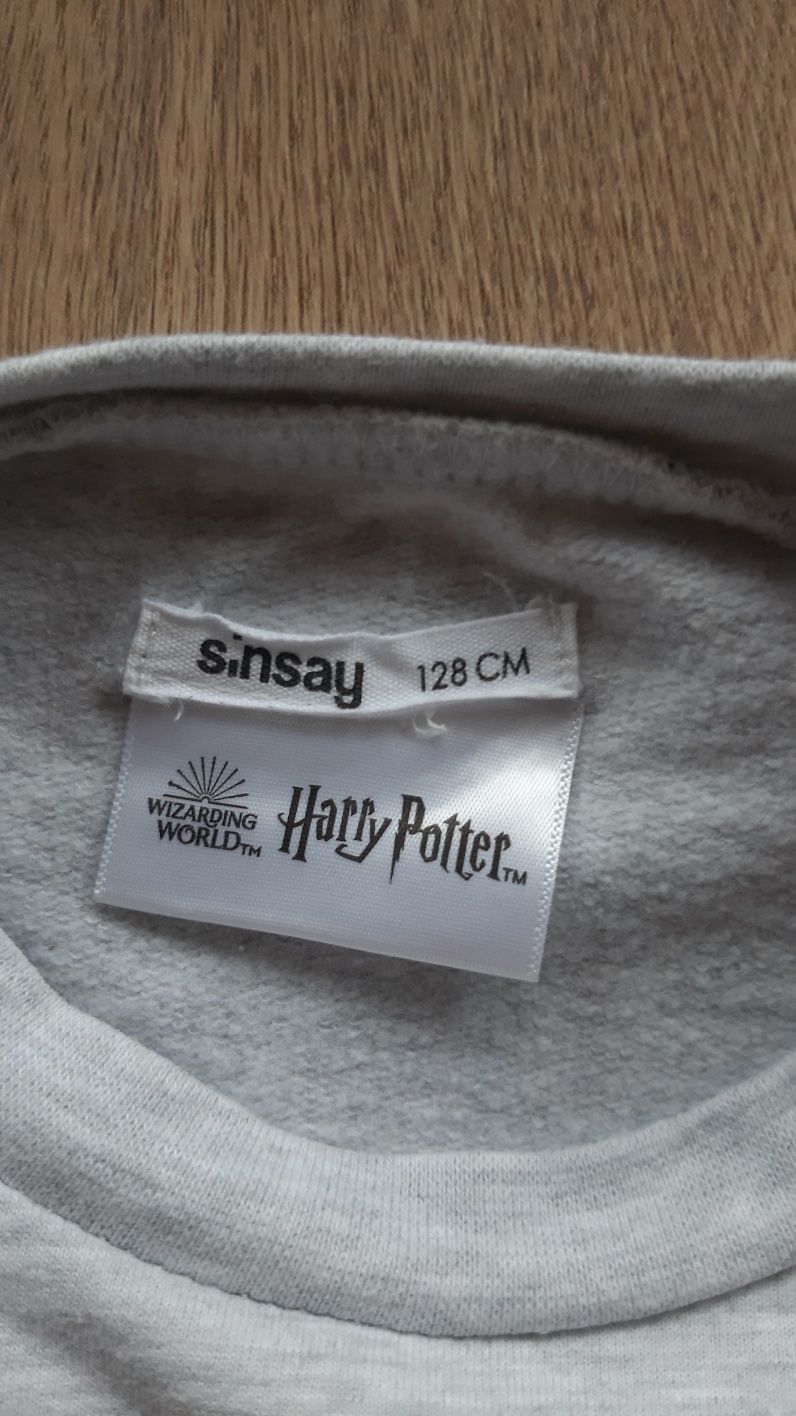 sinsay 128 CM
WIZARDING
WORLD™
Harry Potter™